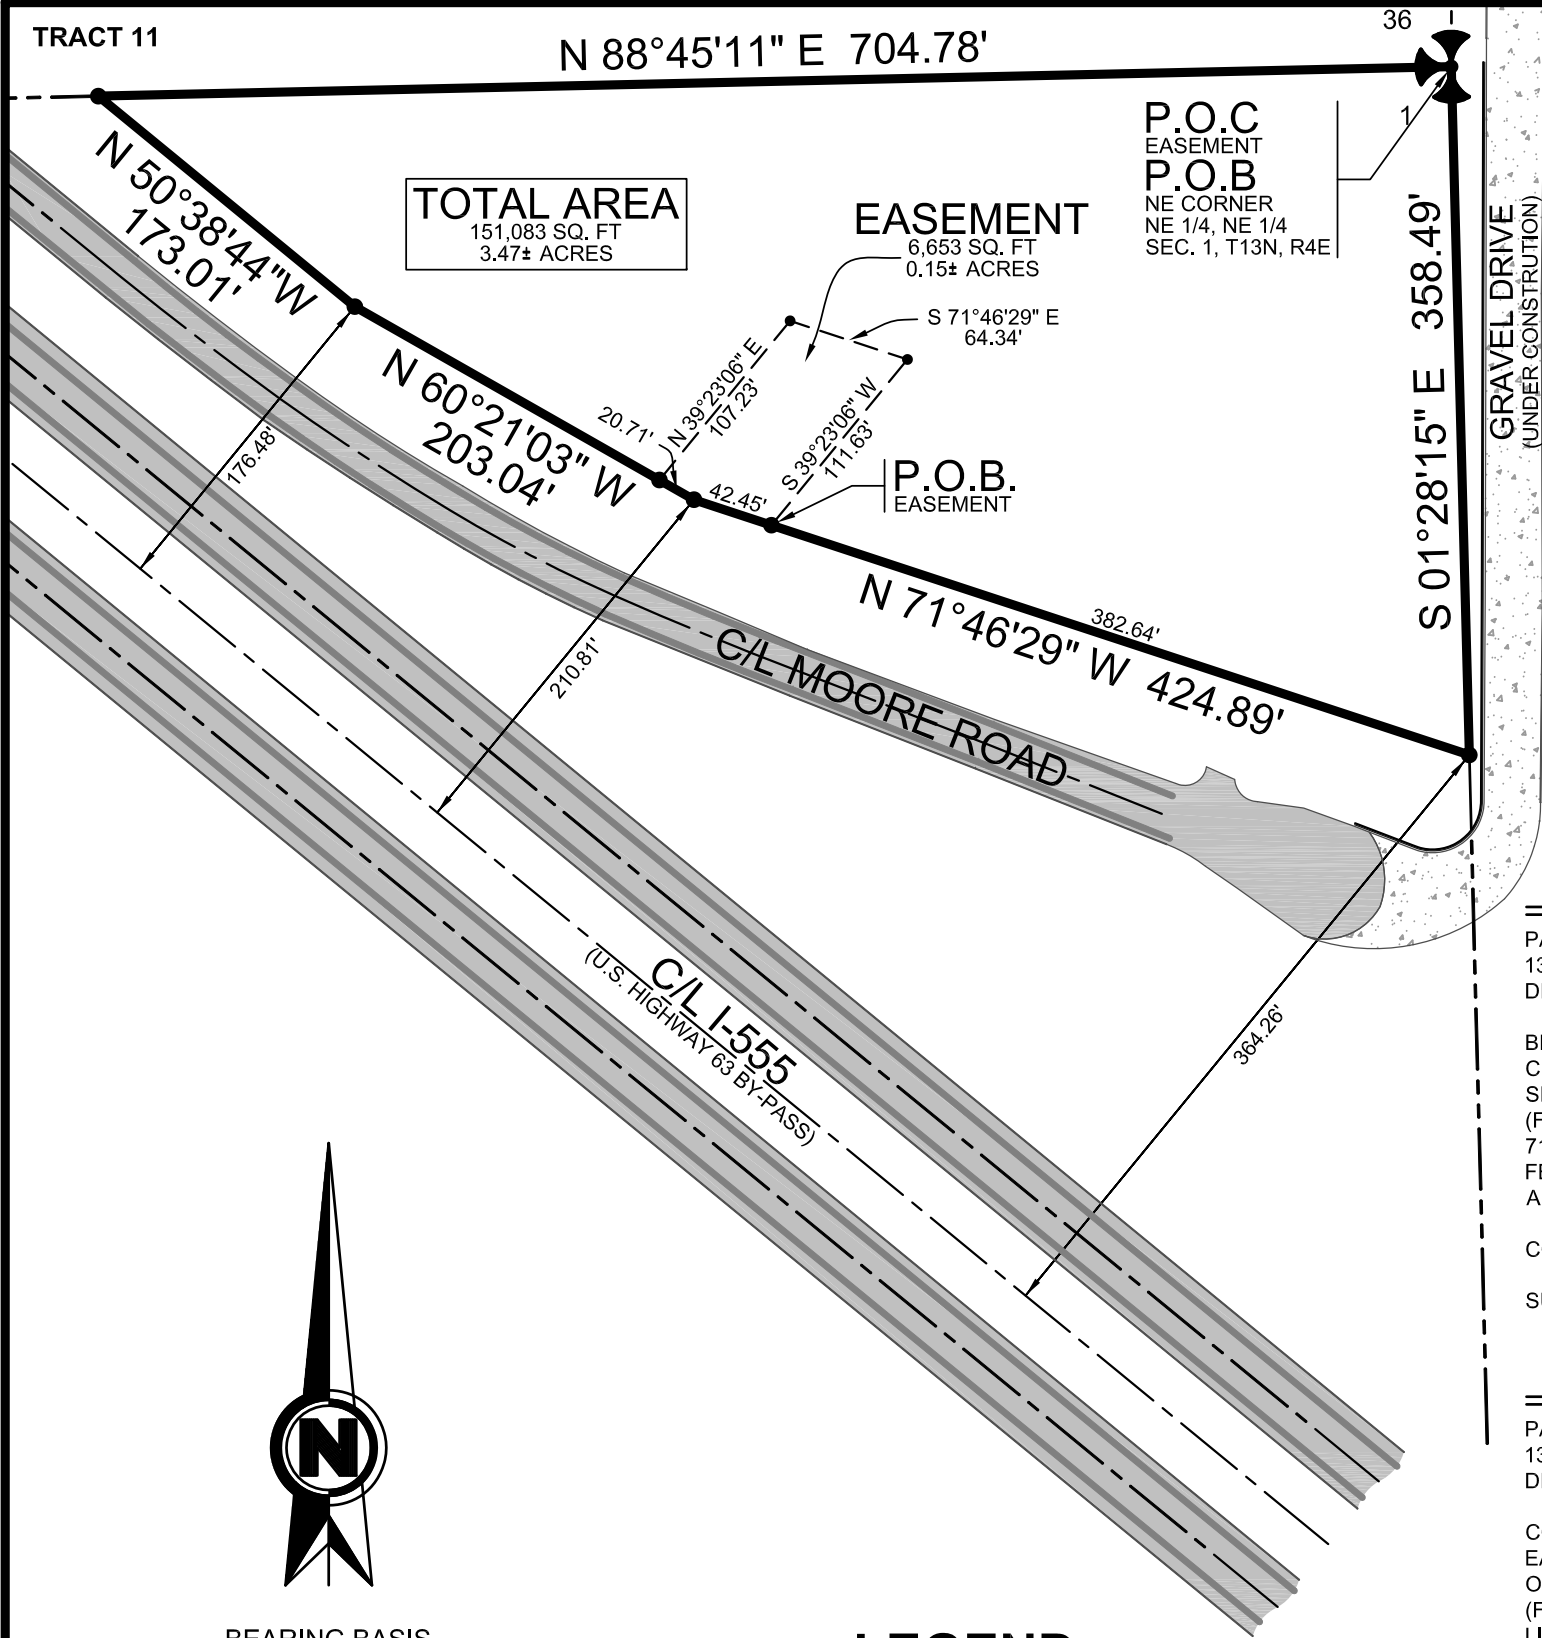 TRACT 11
N 88°45'11" E 704.78'
36
1
P.O.C
EASEMENT
P.O.B
NE CORNER
NE 1/4, NE 1/4
SEC. 1, T13N, R4E
TOTAL AREA
151,083 SQ. FT
3.47± ACRES
EASEMENT
6,653 SQ. FT
0.15± ACRES
S 71°46'29" E
64.34'
N 50°38'44"W
173.01'
N 60°21'03" W
203.04'
20.71'
N 39°23'06" E
107.23'
S 39°23'06" W
111.63'
42.45'
P.O.B.
EASEMENT
S 01°28'15" E 358.49'
GRAVEL DRIVE
(UNDER CONSTRUTION)
176.48'
210.81'
N 71°46'29" W 424.89'
382.64'
C/L MOORE ROAD
C/L I-555
(U.S. HIGHWAY 63 BY-PASS)
364.26'
N
BEARING BASIS
LEGEND